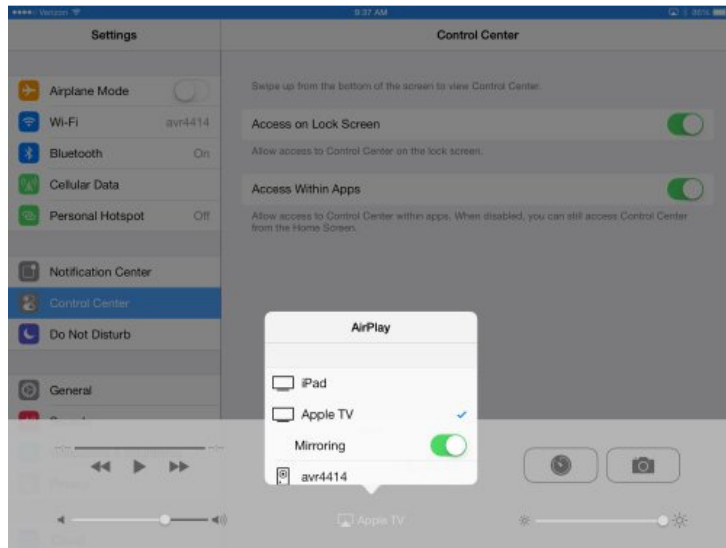 Verizon
9:37 AM
80%
Settings
Control Center
Airplane Mode
Wi-Fi
avr4414
Bluetooth
On
Cellular Data
Personal Hotspot
Off
Notification Center
Control Center
Do Not Disturb
General
Swipe up from the bottom of the screen to view Control Center.
Access on Lock Screen
Allow access to Control Center on the lock screen.
Access Within Apps
Allow access to Control Center within apps. When disabled, you can still access Control Center
from the Home Screen.
AirPlay
iPad
Apple TV
Mirroring
avr4414
Apple TV